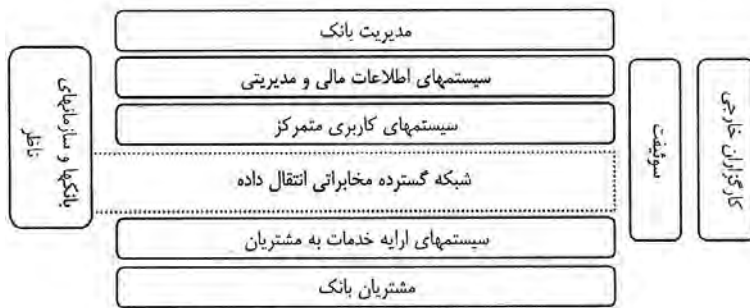 مدیریت بانک
سیستمهای اطلاعات مالی و مدیریتی
سیستمهای کاربری متمرکز
شبکه گسترده مخابراتی انتقال داده
سیستمهای ارایه خدمات به مشتریان
مشتریان بانک
کارگزاران خارجی
سوئیفت
بانکها و سازمانهای
ناظر